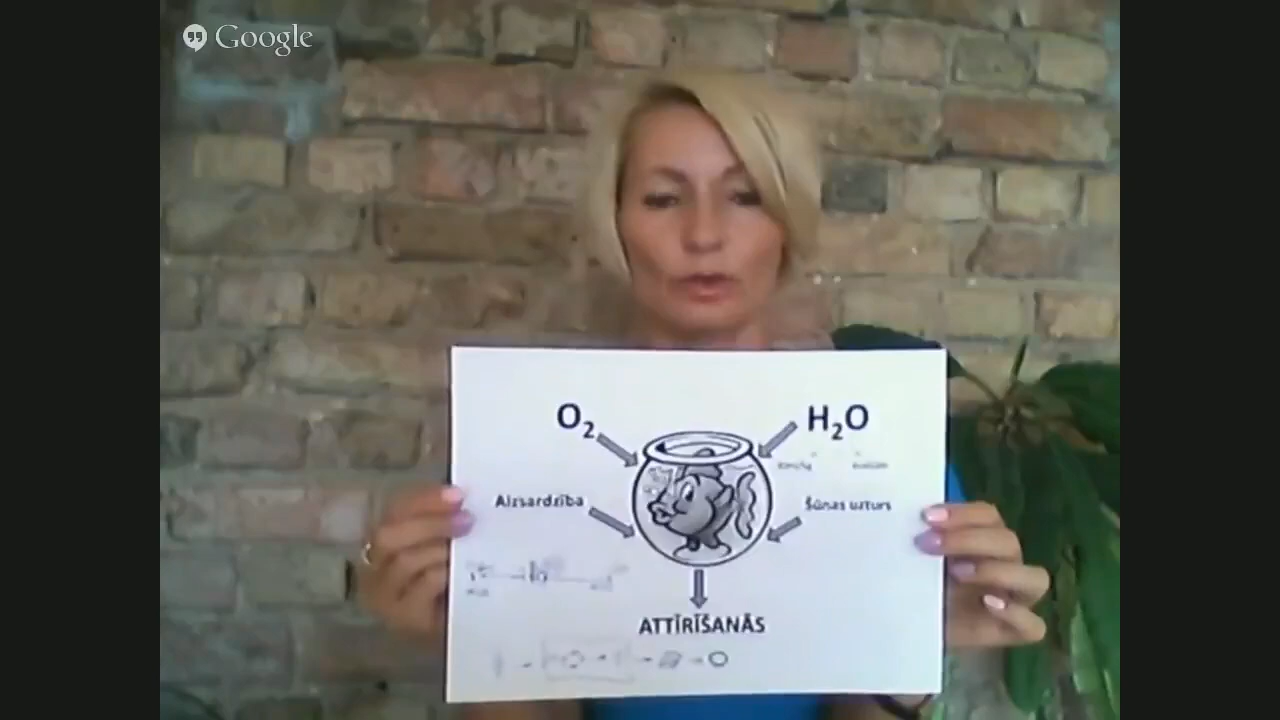 Google
O₂
H₂O
Aizsardzība
Šūnas uzturs
ATTĪRĪŠANĀS